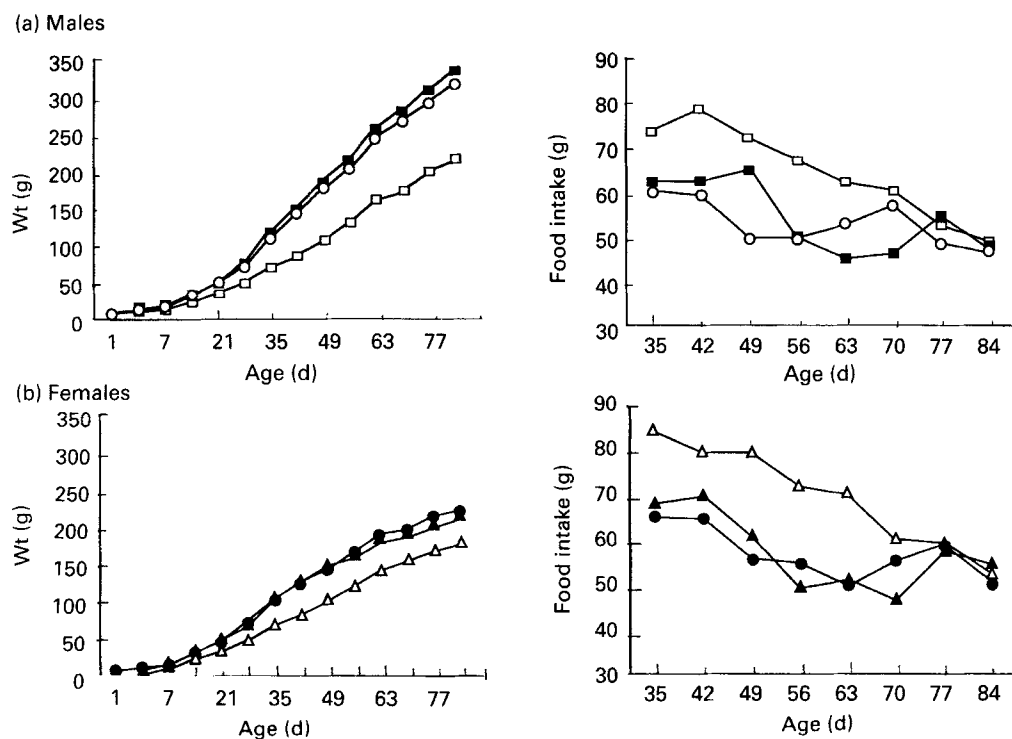 (a) Males
350
300
250
200
150
100
50
0
Wt (g)
1 7 21 35 49 63 77
Age (d)
90
80
70
60
50
40
30
Food intake (g)
35 42 49 56 63 70 77 84
Age (d)
(b) Females
350
300
250
200
150
100
50
0
Wt (g)
1 7 21 35 49 63 77
Age (d)
90
80
70
60
50
40
30
Food intake (g)
35 42 49 56 63 70 77 84
Age (d)